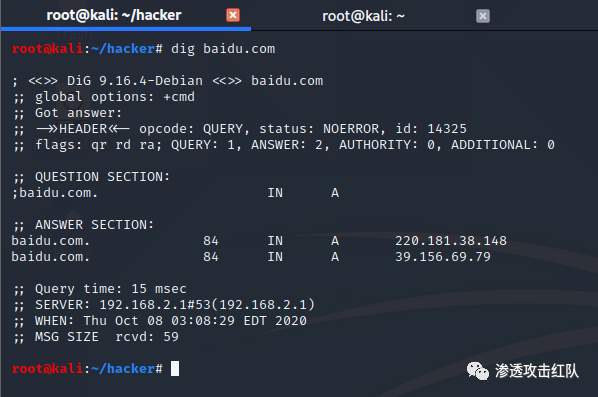 root@kali: ~/hacker
root@kali: ~
root@kali:~/hacker# dig baidu.com
; <<>> DiG 9.16.4-Debian <<>> baidu.com
;; global options: +cmd
;; Got answer:
;; ->>HEADER<<- opcode: QUERY, status: NOERROR, id: 14325
;; flags: qr rd ra; QUERY: 1, ANSWER: 2, AUTHORITY: 0, ADDITIONAL: 0
;; QUESTION SECTION:
;baidu.com. IN A
;; ANSWER SECTION:
baidu.com. 84 IN A 220.181.38.148
baidu.com. 84 IN A 39.156.69.79
;; Query time: 15 msec
;; SERVER: 192.168.2.1#53(192.168.2.1)
;; WHEN: Thu Oct 08 03:08:29 EDT 2020
;; MSG SIZE rcvd: 59
root@kali:~/hacker#
渗透攻击红队